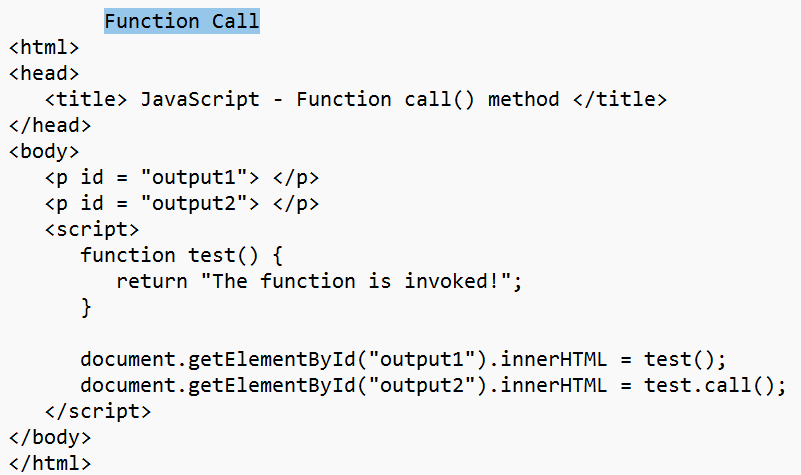 Function Call
<html>
<head>
   <title> JavaScript - Function call() method </title>
</head>
<body>
   <p id = "output1"> </p>
   <p id = "output2"> </p>
   <script>
      function test() {
         return "The function is invoked!";
      }
      document.getElementById("output1").innerHTML = test();
      document.getElementById("output2").innerHTML = test.call();
   </script>
</body>
</html>